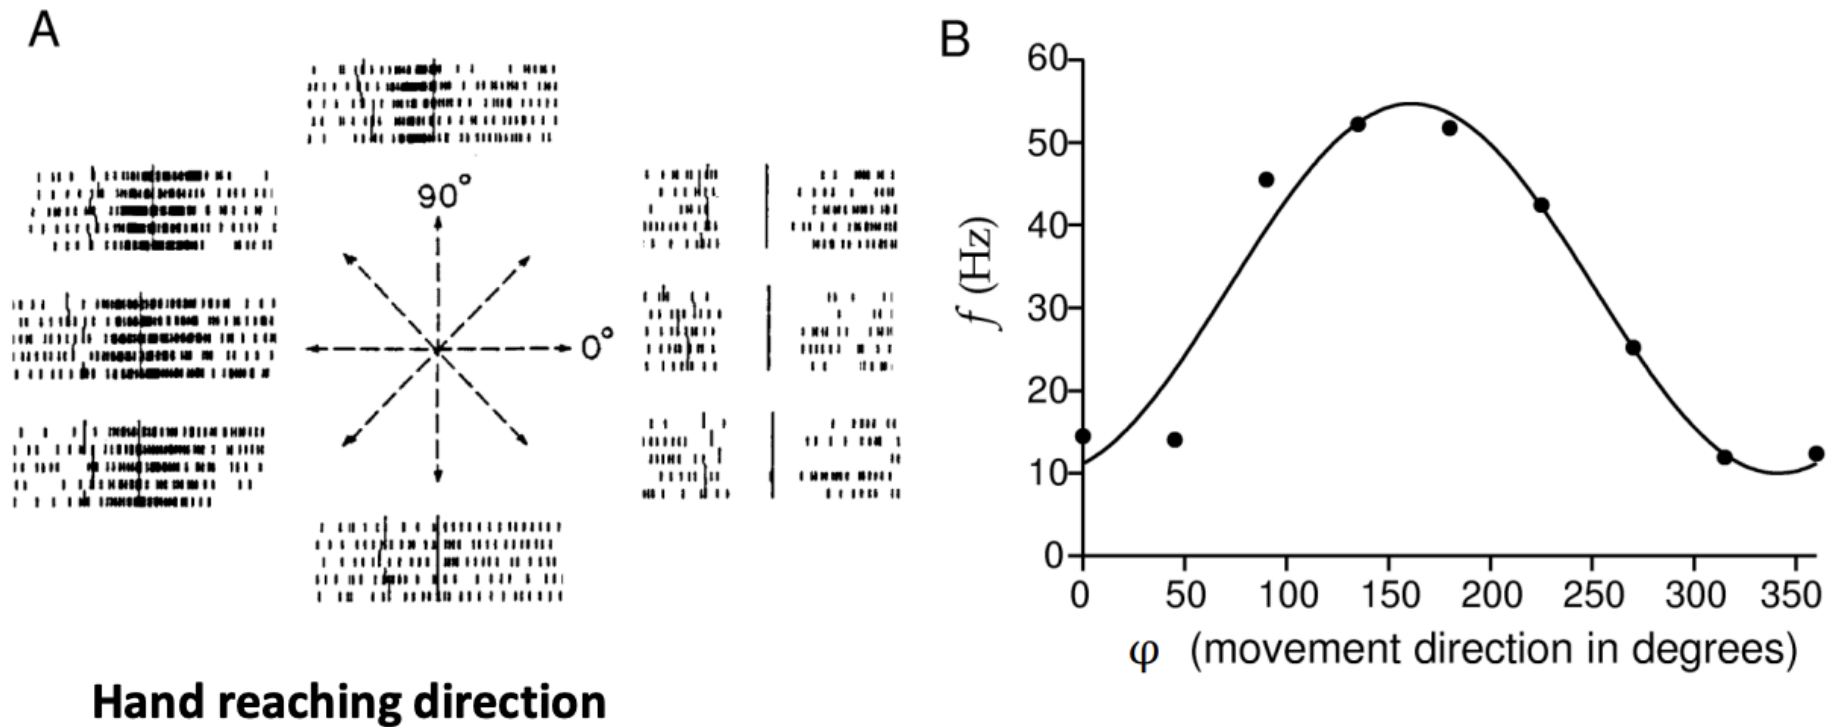 A
90°
0°
Hand reaching direction
B
60
50
40
30
20
10
0
f (Hz)
0 50 100 150 200 250 300 350
φ (movement direction in degrees)